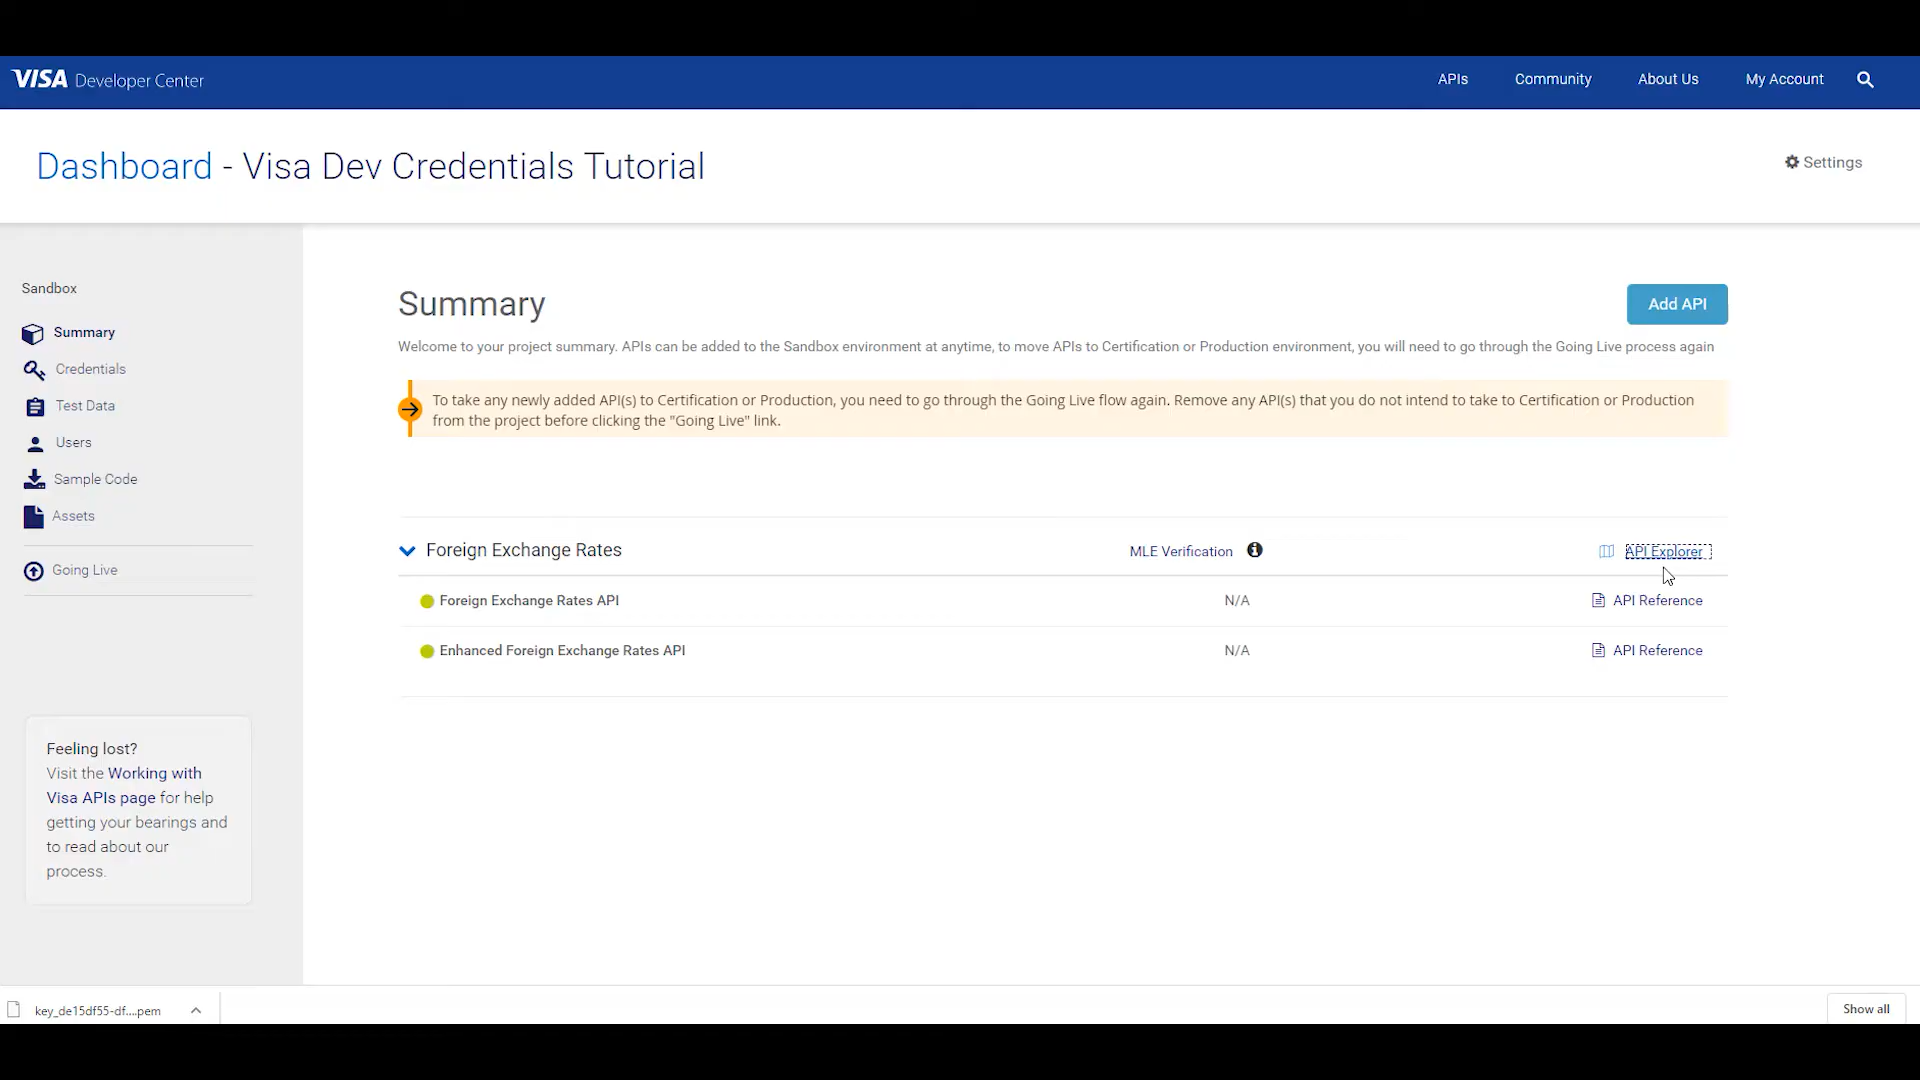 VISA Developer Center
APIs
Community
About Us
My Account
Dashboard - Visa Dev Credentials Tutorial
Settings
Sandbox
Summary
Credentials
Test Data
Users
Sample Code
Assets
Going Live
Feeling lost?
Visit the Working with
Visa APIs page for help
getting your bearings and
to read about our
process.
Summary
Add API
Welcome to your project summary. APIs can be added to the Sandbox environment at anytime, to move APIs to Certification or Production environment, you will need to go through the Going Live process again
To take any newly added API(s) to Certification or Production, you need to go through the Going Live flow again. Remove any API(s) that you do not intend to take to Certification or Production
from the project before clicking the "Going Live" link.
Foreign Exchange Rates
MLE Verification
API Explorer
Foreign Exchange Rates API
N/A
API Reference
Enhanced Foreign Exchange Rates API
N/A
API Reference
key_de15df55-df....pem
Show all